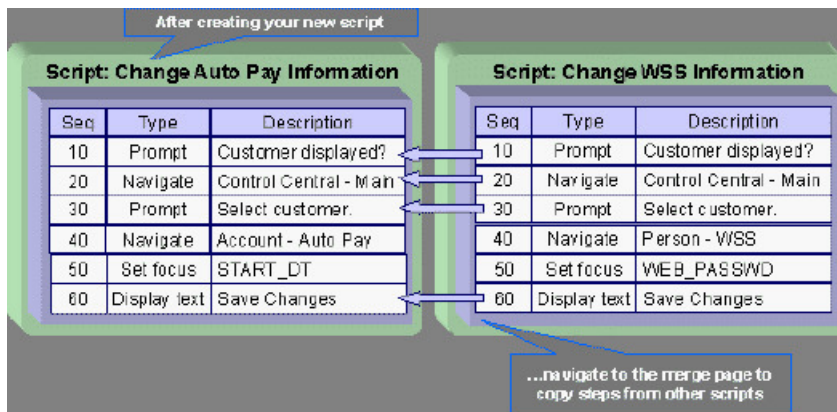 After creating your new script
Script: Change Auto Pay Information
Seq Type Description
10 Prompt Customer displayed?
20 Navigate Control Central - Main
30 Prompt Select customer.
40 Navigate Account - Auto Pay
50 Set focus START_DT
60 Display text Save Changes
Script: Change WSS Information
Seq Type Description
10 Prompt Customer displayed?
20 Navigate Control Central - Main
30 Prompt Select customer.
40 Navigate Person - WSS
50 Set focus WEB_PASSWD
60 Display text Save Changes
...navigate to the merge page to
copy steps from other scripts